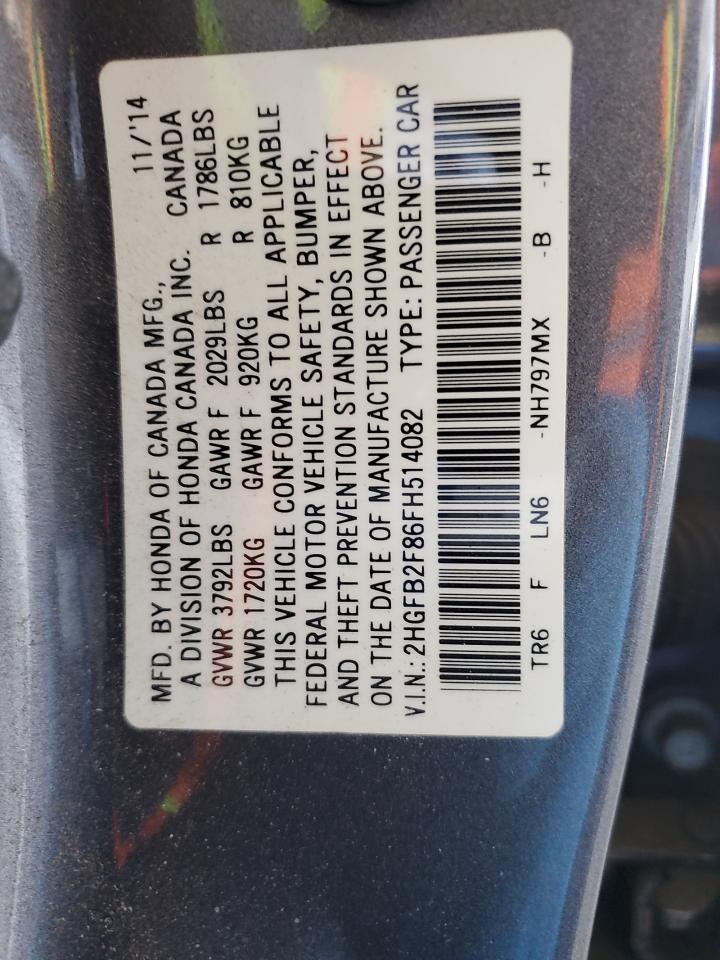 MFD. BY HONDA OF CANADA MFG., 11/'14
A DIVISION OF HONDA CANADA INC. CANADA
GVWR 3792LBS GAWR F 2029LBS R 1786LBS
GVWR 1720KG GAWR F 920KG R 810KG
THIS VEHICLE CONFORMS TO ALL APPLICABLE
FEDERAL MOTOR VEHICLE SAFETY, BUMPER,
AND THEFT PREVENTION STANDARDS IN EFFECT
ON THE DATE OF MANUFACTURE SHOWN ABOVE.
V.I.N.: 2HGFB2F86FH514082 TYPE: PASSENGER CAR
TR6 F LN6 -NH797MX -B -H